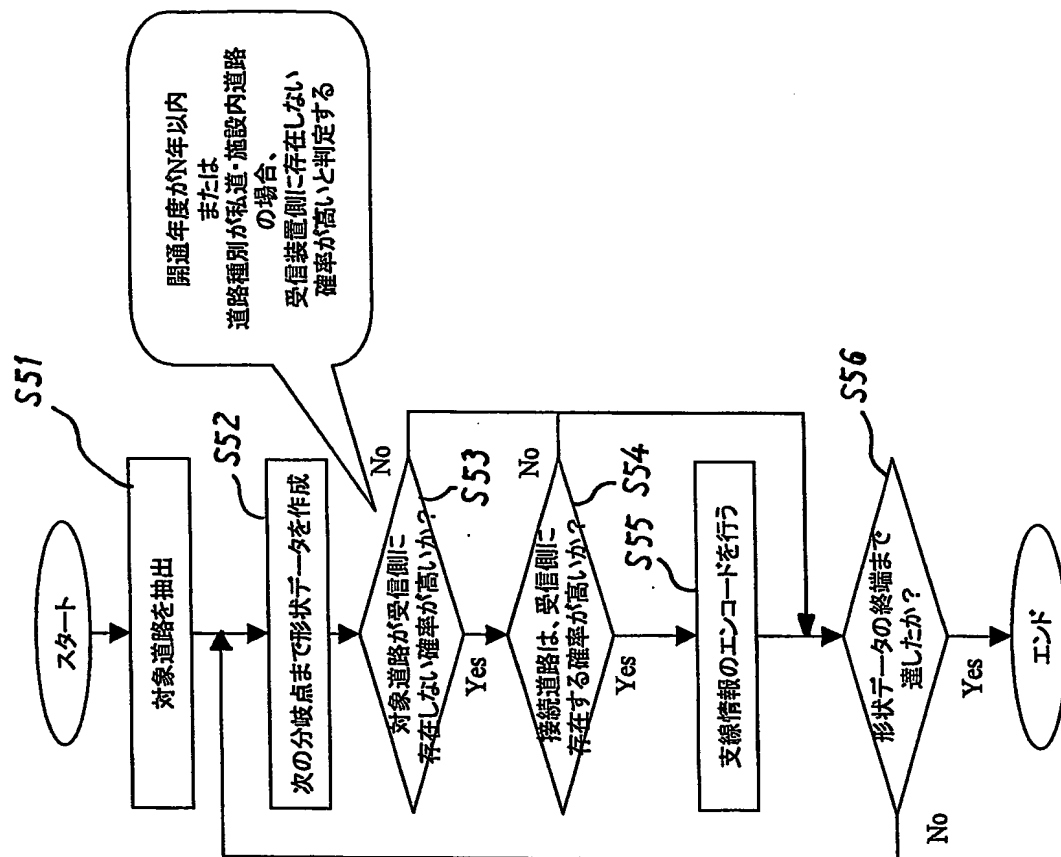 スタート
S51
対象道路を抽出
S52
次の分岐点まで形状データを作成
開通年度がN年以内
または
道路種別が私道・施設内道路
の場合、
受信装置側に存在しない
確率が高いと判定する
対象道路が受信側に
存在しない確率が高いか?
S53
No
Yes
接続道路は、受信側に
存在する確率が高いか?
S54
No
Yes
S55
支線情報のエンコードを行う
S56
形状データの終端まで
達したか?
No
Yes
エンド